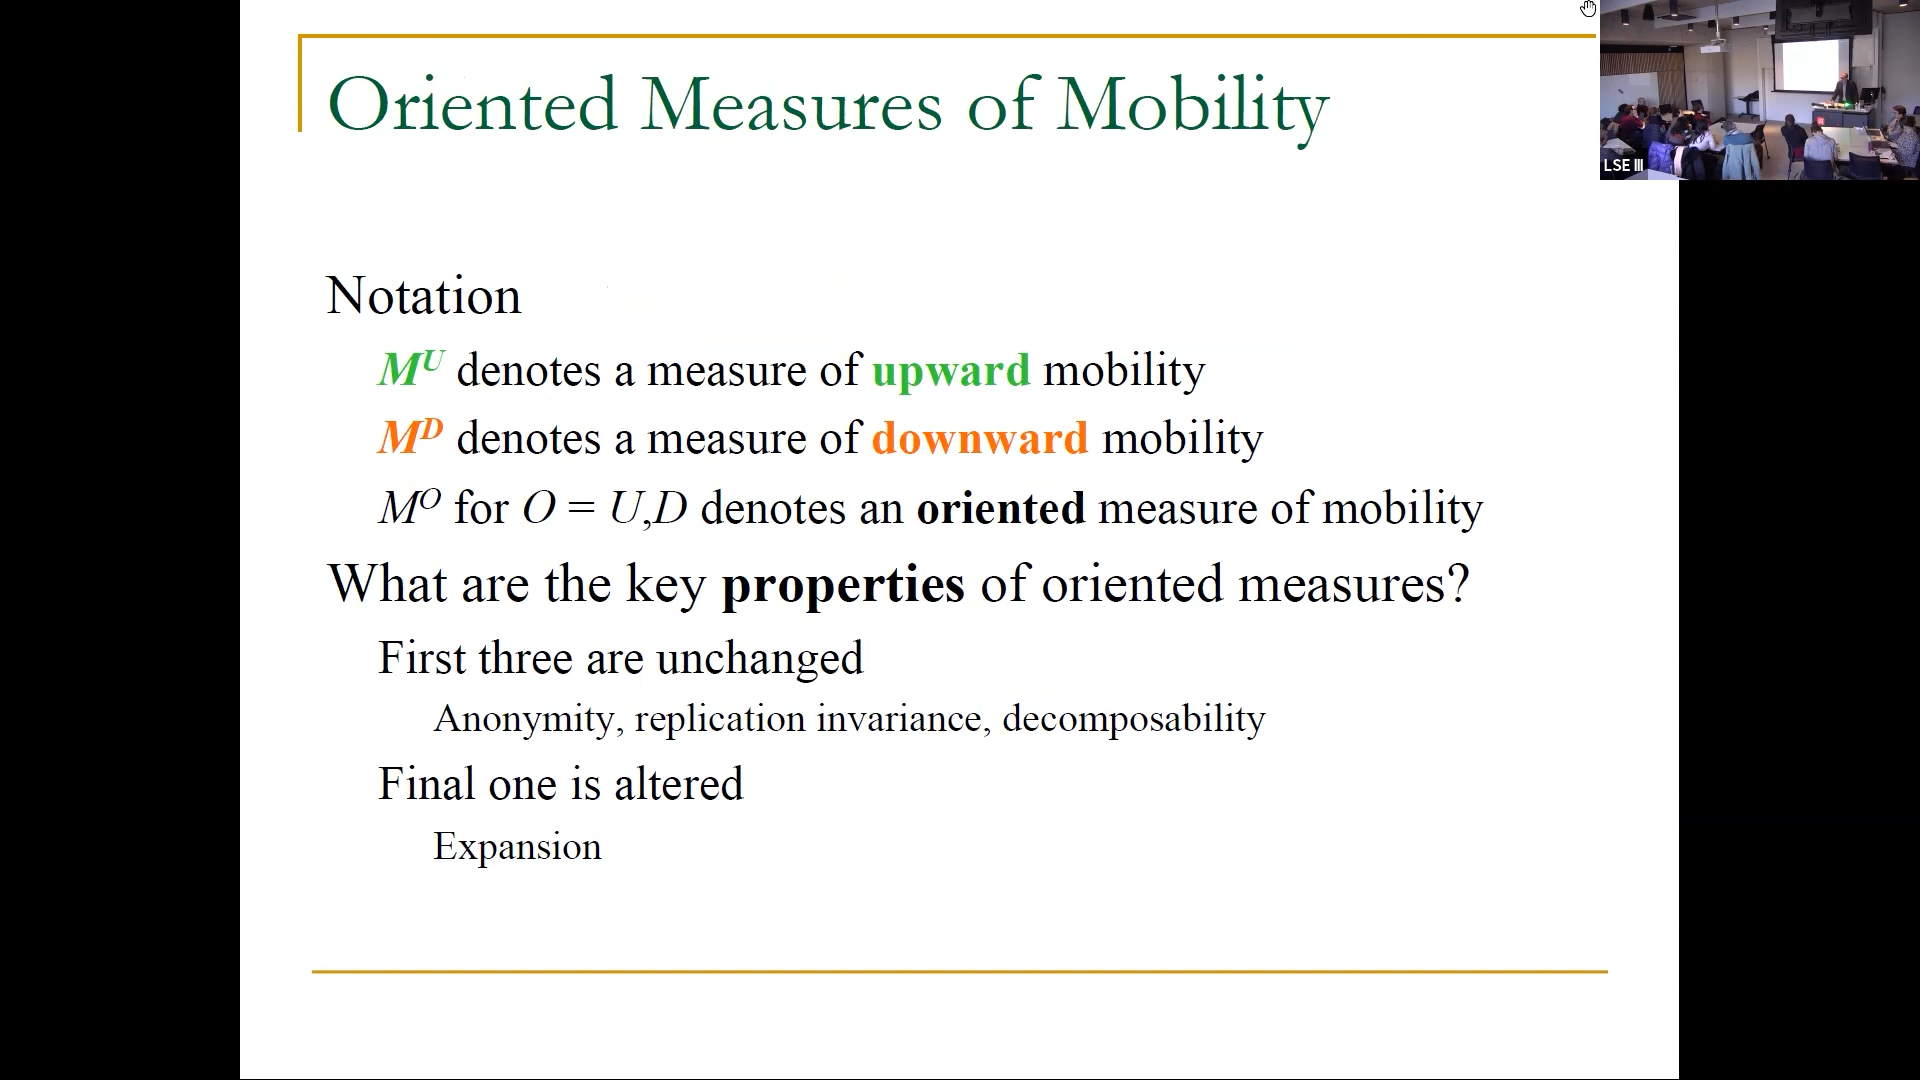 Oriented Measures of Mobility
LSE III
Notation
M^U denotes a measure of upward mobility
M^D denotes a measure of downward mobility
M^O for O = U,D denotes an oriented measure of mobility
What are the key properties of oriented measures?
First three are unchanged
Anonymity, replication invariance, decomposability
Final one is altered
Expansion